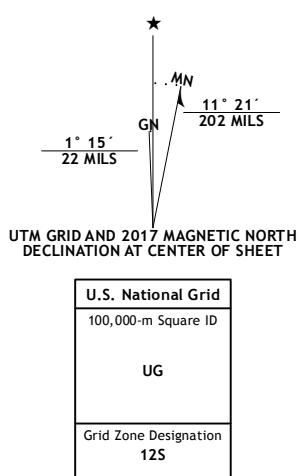 ★
MN
GN
11° 21´
202 MILS
1° 15´
22 MILS
UTM GRID AND 2017 MAGNETIC NORTH
DECLINATION AT CENTER OF SHEET
U.S. National Grid
100,000-m Square ID
UG
Grid Zone Designation
12S